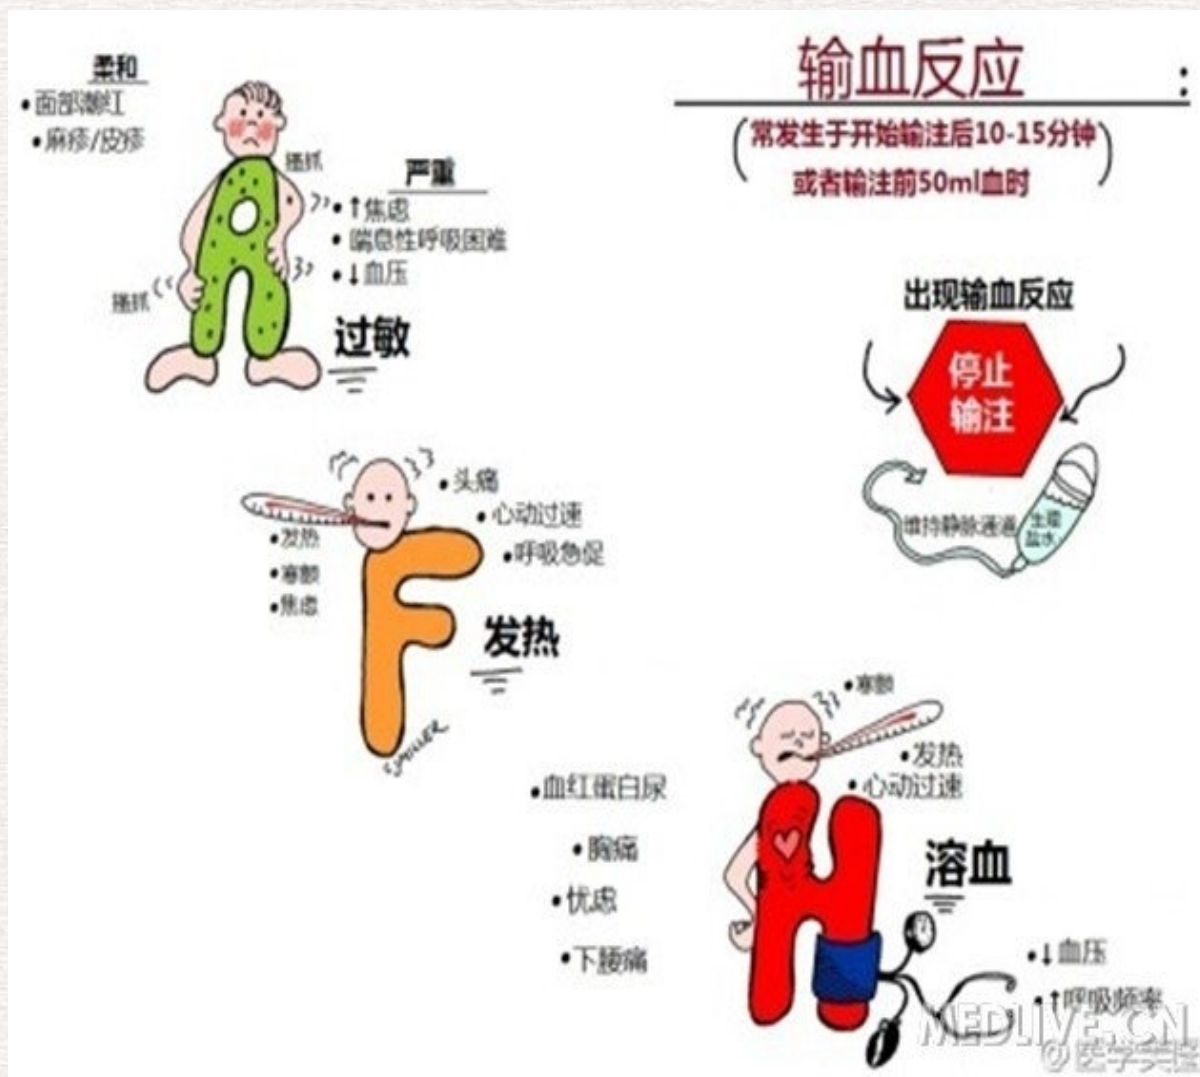 输血反应：
（常发生于开始输注后10-15分钟
或者输注前50ml血时）
柔和
•面部潮红
•麻疹/皮疹
搔抓
严重
•↑焦虑
•喘息性呼吸困难
•↓血压
搔抓
过敏
出现输血反应
停止
输注
维持静脉通道
生理
盐水
•头痛
•心动过速
•发热
•呼吸急促
•寒颤
•焦虑
发热
SPMILLER
•寒颤
•发热
•心动过速
•血红蛋白尿
•胸痛
溶血
•忧虑
•下腰痛
•↓血压
•↑呼吸频率
MEDLIVE.CN